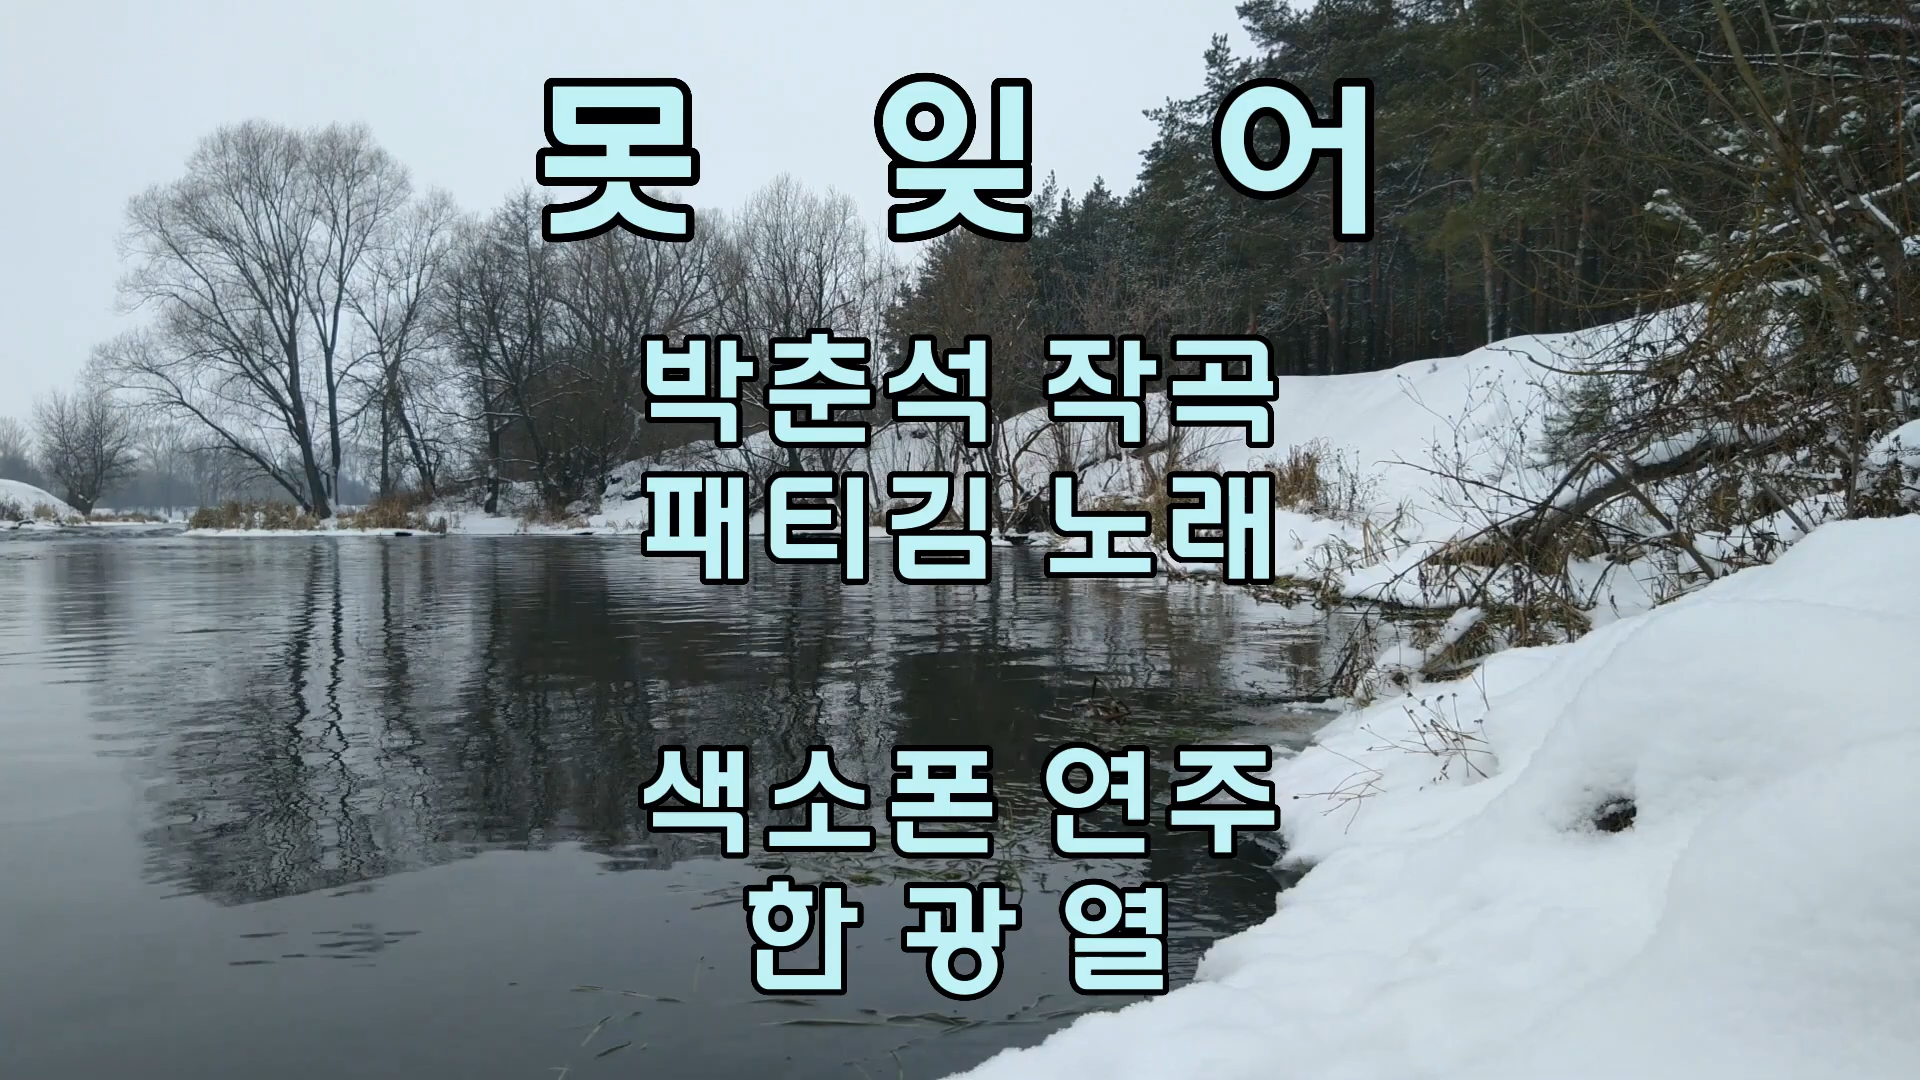 못 잊 어
박춘석 작곡
패티김 노래
색소폰 연주
한 광 열